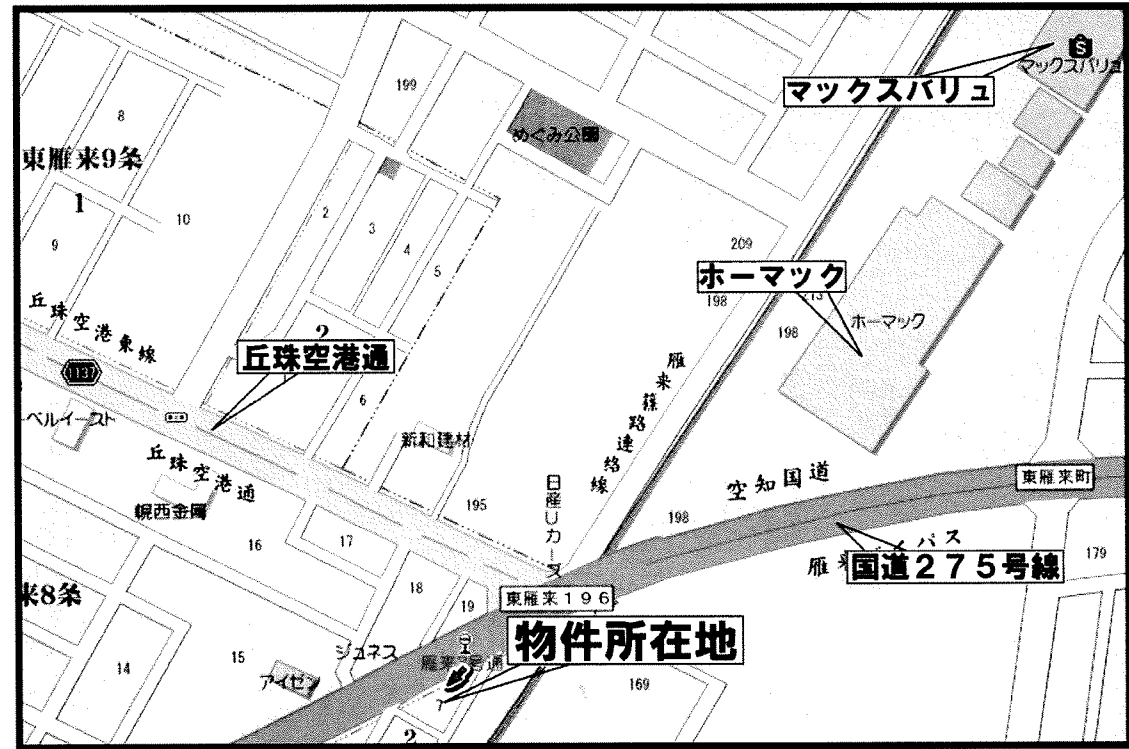 マックスバリュ
マックスバリュ
199
8
めぐみ公園
東雁来9条
1
10
2
3
4
5
9
209
ホーマック
198
213
198
ホーマック
丘珠空港東線
2
丘珠空港通
1137
6
雁来篠路連絡線
ベルイースト
新和建材
丘珠空港通
空知国道
東雁来町
幌西金属
195
日産Uカーズ
198
16
17
179
国道275号線
来8条
18
19
東雁来196
物件所在地
ジュネス
15
14
アイゼン
169
7
2